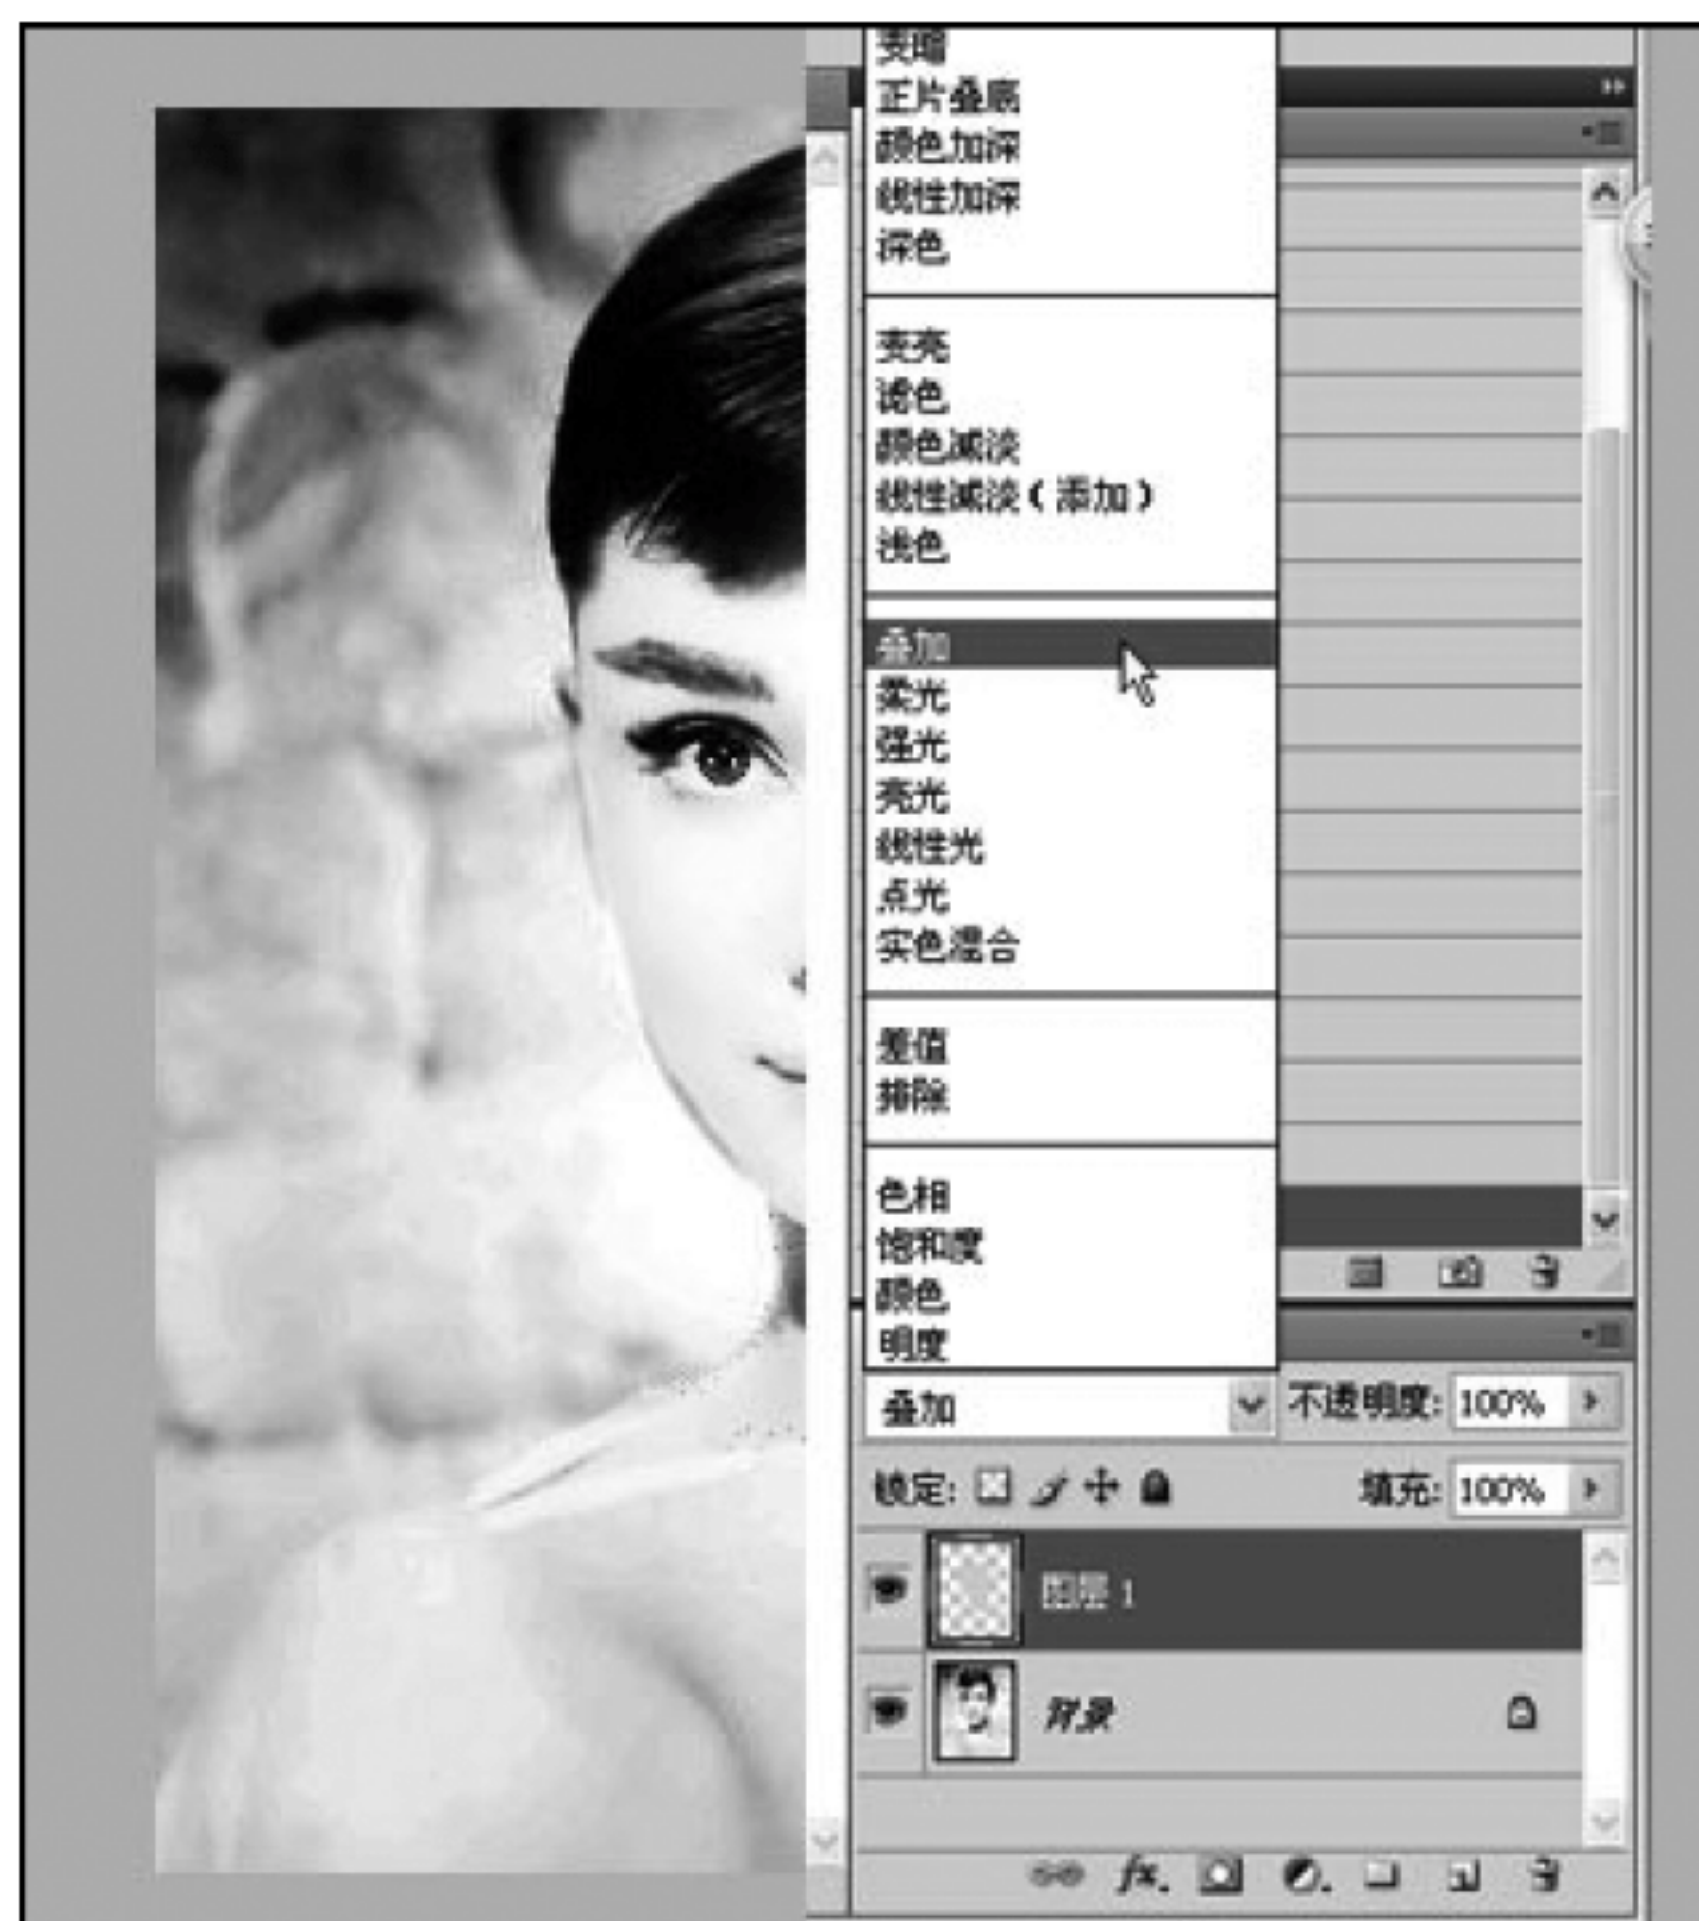 变暗
正片叠底
颜色加深
线性加深
深色
变亮
滤色
颜色减淡
线性减淡（添加）
浅色
叠加
柔光
强光
亮光
线性光
点光
实色混合
差值
排除
色相
饱和度
颜色
明度
叠加 不透明度: 100%
锁定: 填充: 100%
图层 1
背景
fx.